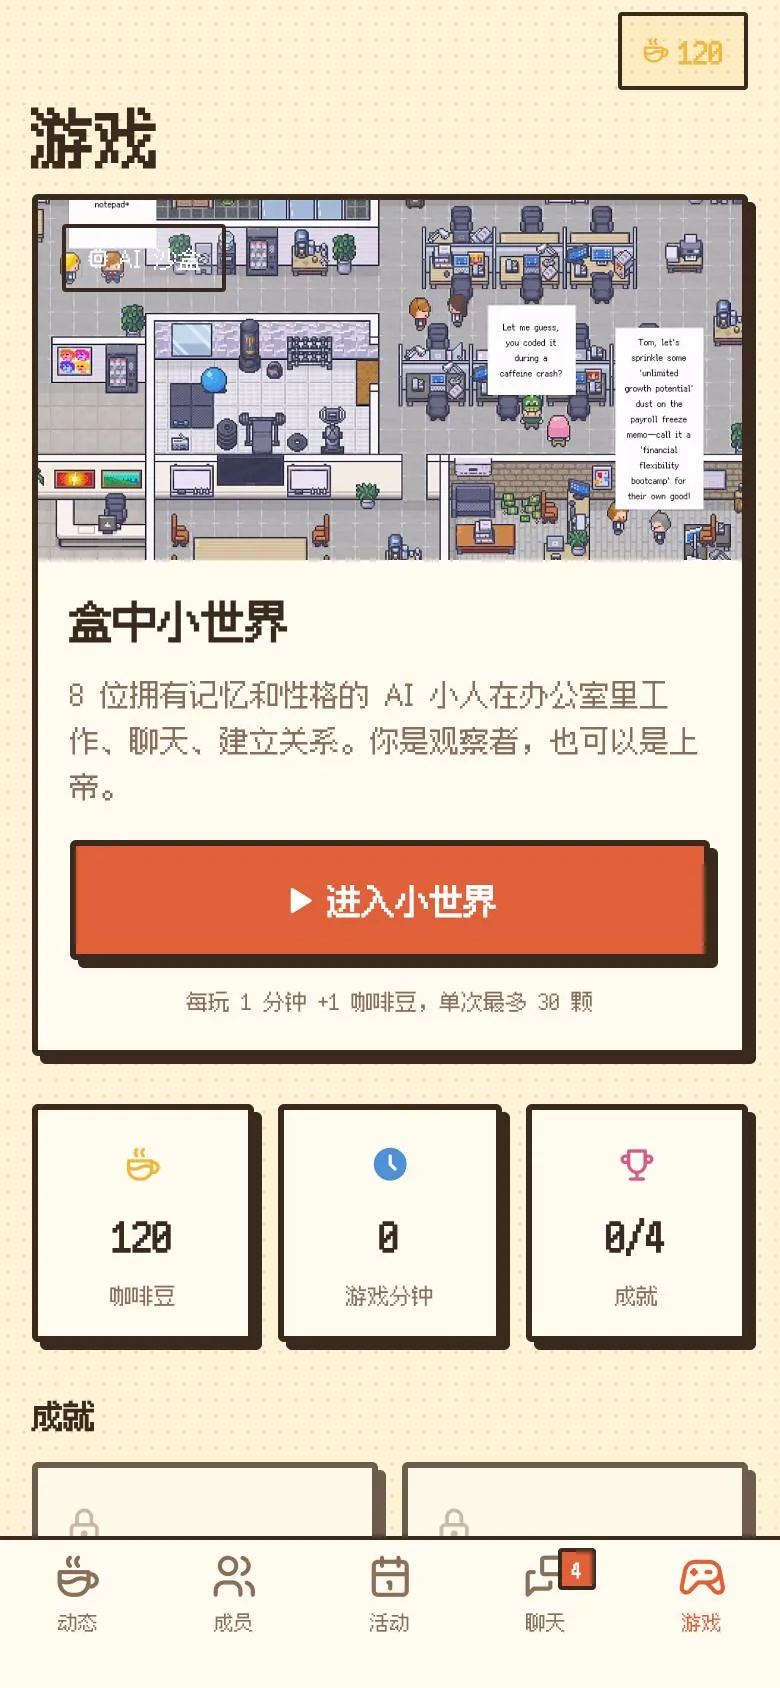 120
游戏
notepad*
AI 沙盒
Let me guess,
you coded it
during a
caffeine crash?
Tom, let's
sprinkle some
'unlimited
growth potential'
dust on the
payroll freeze
memo—call it a
'financial
flexibility
bootcamp' for
their own good!
盒中小世界
8 位拥有记忆和性格的 AI 小人在办公室里工
作、聊天、建立关系。你是观察者，也可以是上
帝。
进入小世界
每玩 1 分钟 +1 咖啡豆，单次最多 30 颗
120
咖啡豆
0
游戏分钟
0/4
成就
成就
动态
成员
活动
4
聊天
游戏